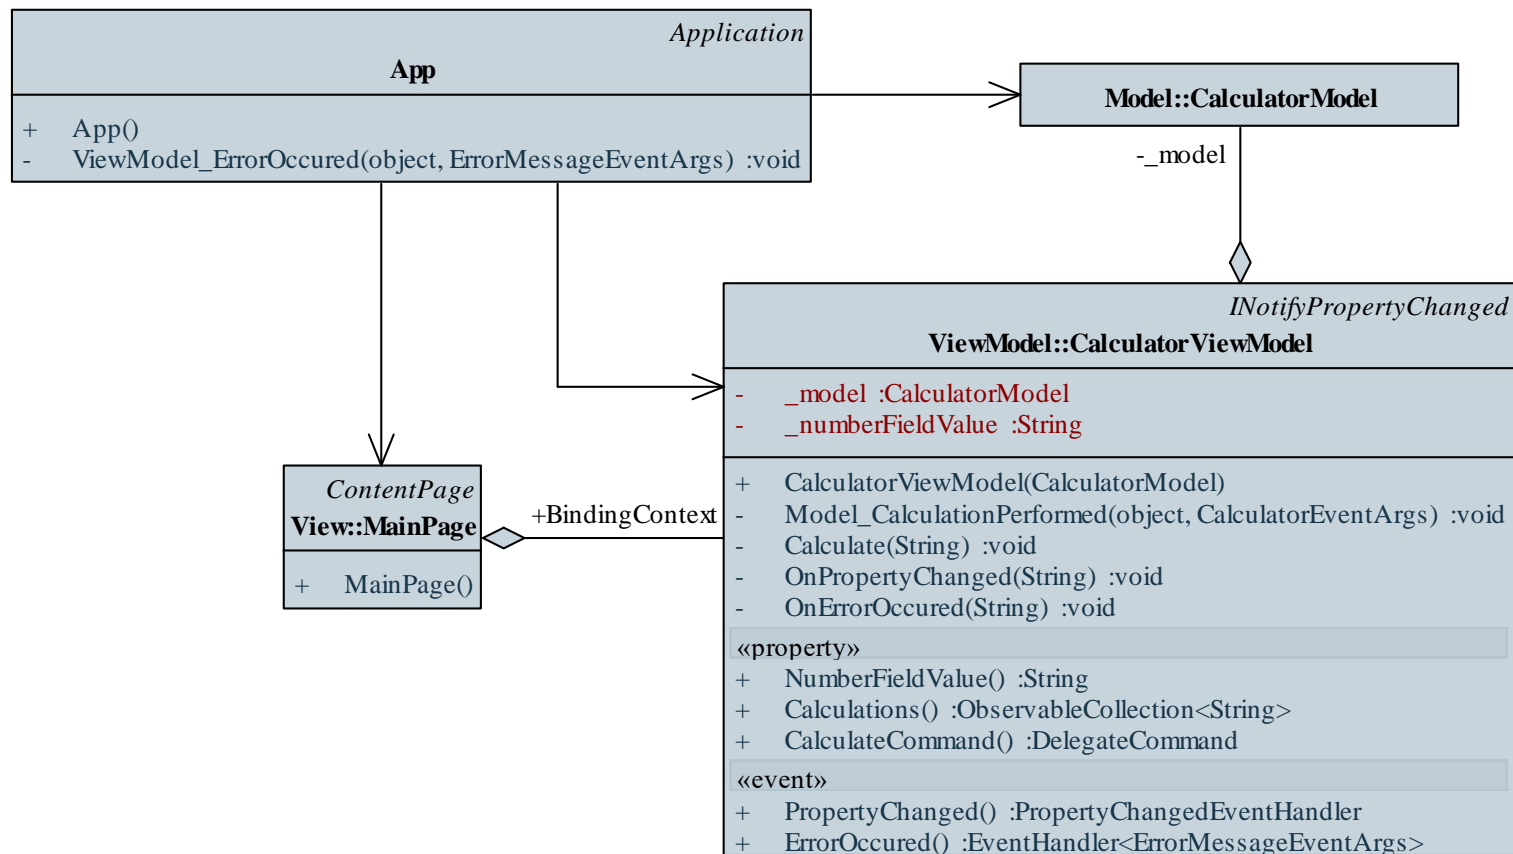 Application
App
+ App()
- ViewModel_ErrorOccured(object, ErrorMessageEventArgs) :void
Model::CalculatorModel
-_model
INotifyPropertyChanged
ViewModel::CalculatorViewModel
- _model :CalculatorModel
- _numberFieldValue :String
+ CalculatorViewModel(CalculatorModel)
- Model_CalculationPerformed(object, CalculatorEventArgs) :void
- Calculate(String) :void
- OnPropertyChanged(String) :void
- OnErrorOccured(String) :void
«property»
+ NumberFieldValue() :String
+ Calculations() :ObservableCollection<String>
+ CalculateCommand() :DelegateCommand
«event»
+ PropertyChanged() :PropertyChangedEventHandler
+ ErrorOccured() :EventHandler<ErrorMessageEventArgs>
ContentPage
View::MainPage
+ MainPage()
+BindingContext